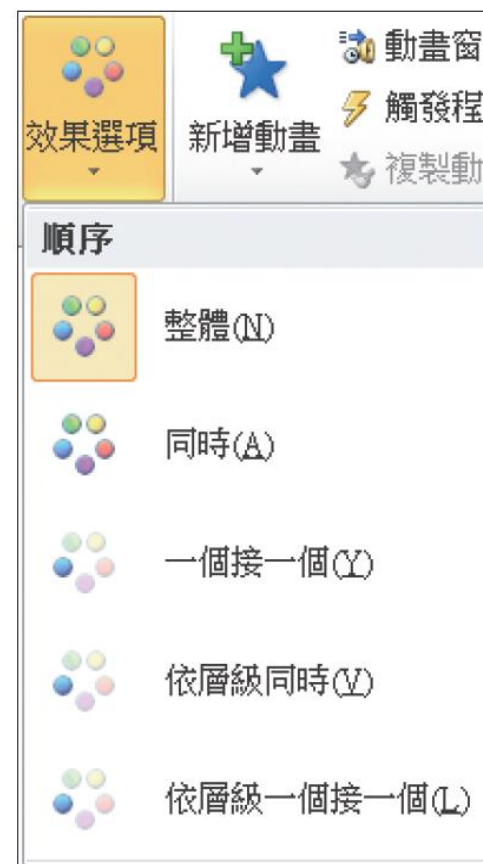 動畫窗
觸發程
複製動
效果選項
新增動畫
順序
整體(N)
同時(A)
一個接一個(Y)
依層級同時(V)
依層級一個接一個(L)